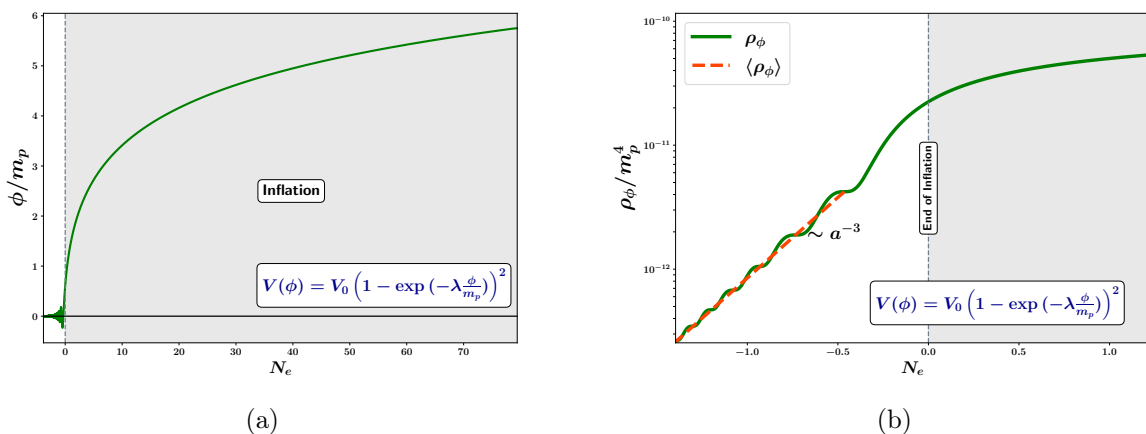 6
5
4
3
2
1
0
0 10 20 30 40 50 60 70
ϕ/m_p
N_e
Inflation
V(ϕ) = V_0 (1 − exp (−λ ϕ/m_p))^2
(a)
10^{−10}
10^{−11}
10^{−12}
−1.0 −0.5 0.0 0.5 1.0
ρ_ϕ/m_p^4
N_e
ρ_ϕ
⟨ρ_ϕ⟩
∼ a^{−3}
End of Inflation
V(ϕ) = V_0 (1 − exp (−λ ϕ/m_p))^2
(b)